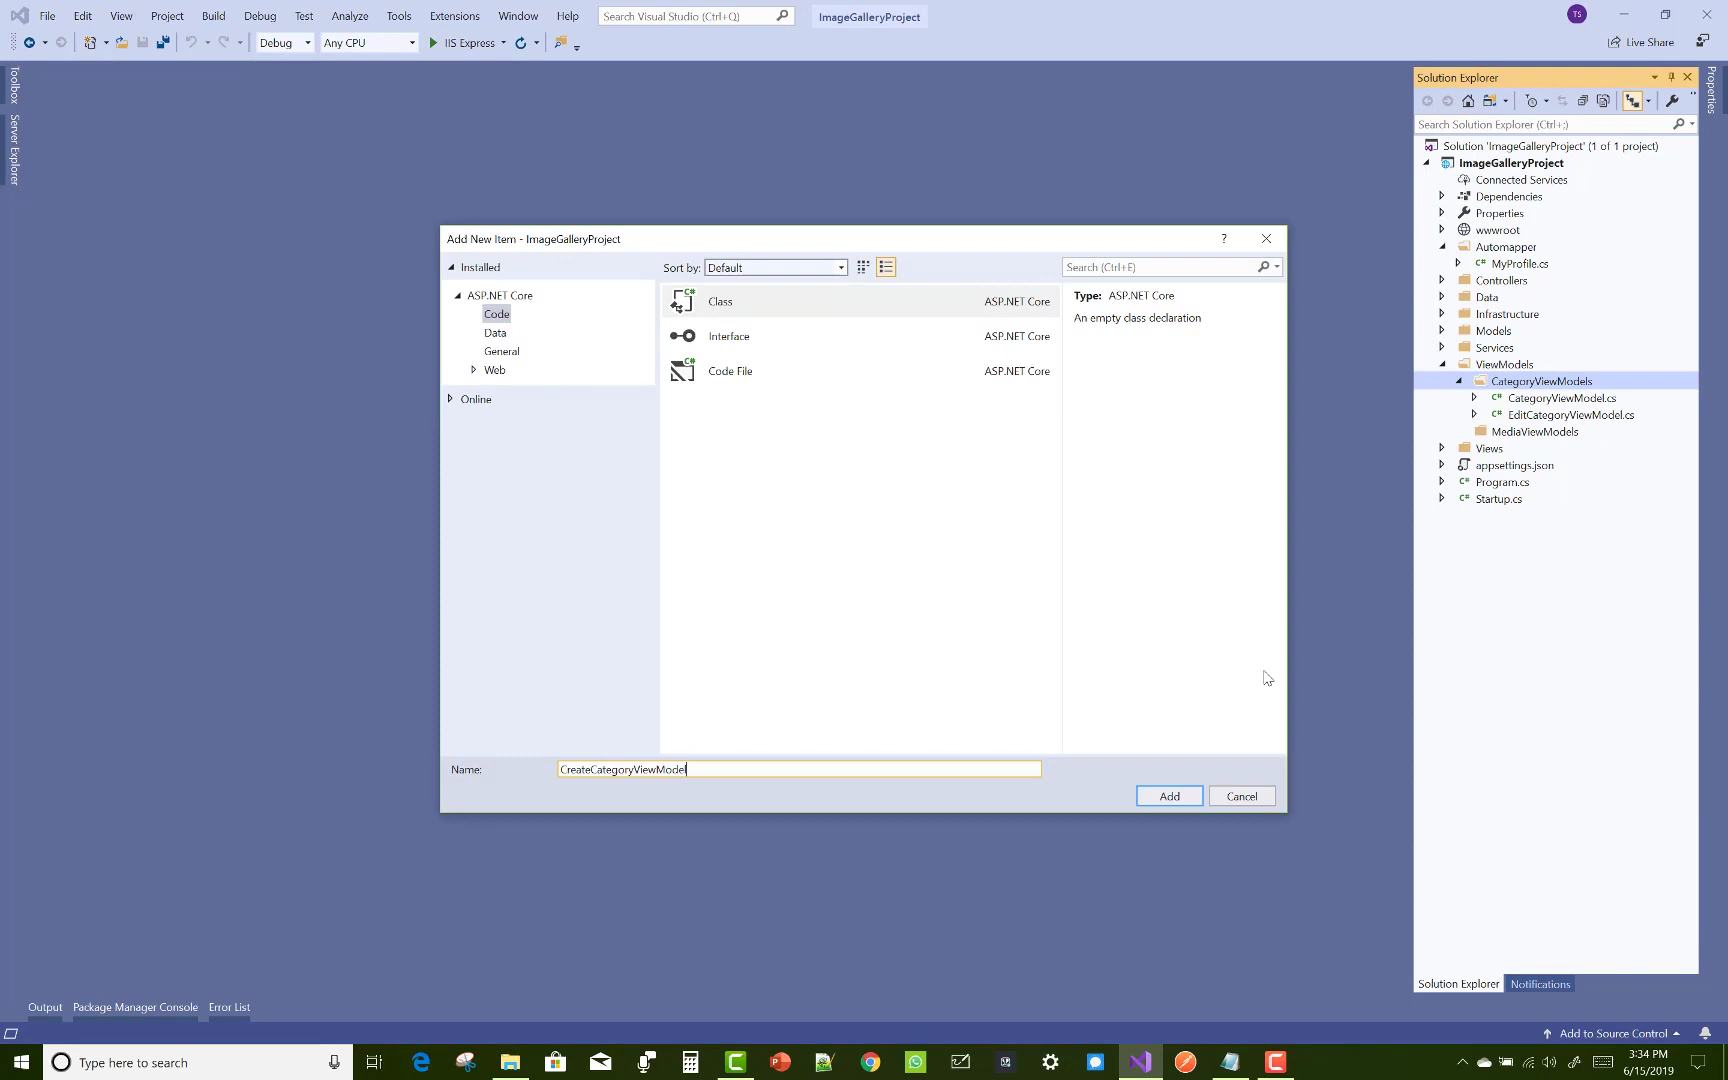 File Edit View Project Build Debug Test Analyze Tools Extensions Window Help Search Visual Studio (Ctrl+Q) ImageGalleryProject TS
Debug Any CPU IIS Express Live Share
Toolbox
Server Explorer
Properties
Solution Explorer
Search Solution Explorer (Ctrl+;)
Solution 'ImageGalleryProject' (1 of 1 project)
ImageGalleryProject
Connected Services
Dependencies
Properties
wwwroot
Automapper
C# MyProfile.cs
Controllers
Data
Infrastructure
Models
Services
ViewModels
CategoryViewModels
C# CategoryViewModel.cs
C# EditCategoryViewModel.cs
MediaViewModels
Views
appsettings.json
C# Program.cs
C# Startup.cs
Solution Explorer Notifications
Add New Item - ImageGalleryProject ?
Installed
Sort by: Default
Search (Ctrl+E)
ASP.NET Core
Code
Data
General
Web
Online
C# Class ASP.NET Core
Interface ASP.NET Core
C# Code File ASP.NET Core
Type: ASP.NET Core
An empty class declaration
Name: CreateCategoryViewModel
Add Cancel
Output Package Manager Console Error List
Add to Source Control
Type here to search
3:34 PM
6/15/2019